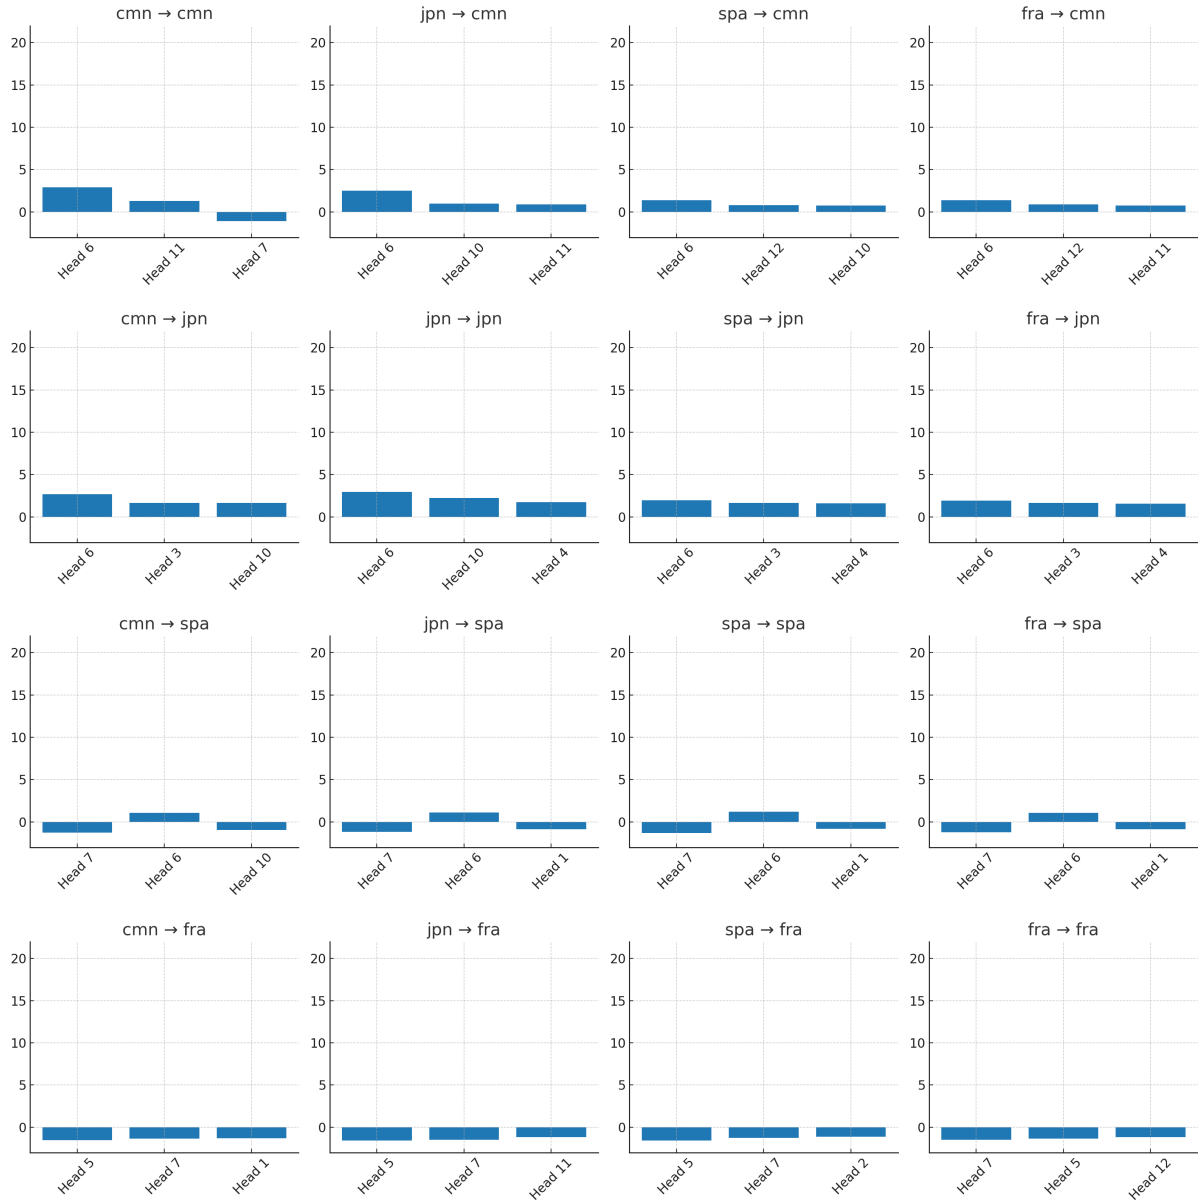 cmn → cmn
20
15
10
5
0
Head 6
Head 11
Head 7
jpn → cmn
20
15
10
5
0
Head 6
Head 10
Head 11
spa → cmn
20
15
10
5
0
Head 6
Head 12
Head 10
fra → cmn
20
15
10
5
0
Head 6
Head 12
Head 11
cmn → jpn
20
15
10
5
0
Head 6
Head 3
Head 10
jpn → jpn
20
15
10
5
0
Head 6
Head 10
Head 4
spa → jpn
20
15
10
5
0
Head 6
Head 3
Head 4
fra → jpn
20
15
10
5
0
Head 6
Head 3
Head 4
cmn → spa
20
15
10
5
0
Head 7
Head 6
Head 10
jpn → spa
20
15
10
5
0
Head 7
Head 6
Head 1
spa → spa
20
15
10
5
0
Head 7
Head 6
Head 1
fra → spa
20
15
10
5
0
Head 7
Head 6
Head 1
cmn → fra
20
15
10
5
0
Head 5
Head 7
Head 1
jpn → fra
20
15
10
5
0
Head 5
Head 7
Head 11
spa → fra
20
15
10
5
0
Head 5
Head 7
Head 2
fra → fra
20
15
10
5
0
Head 7
Head 5
Head 12